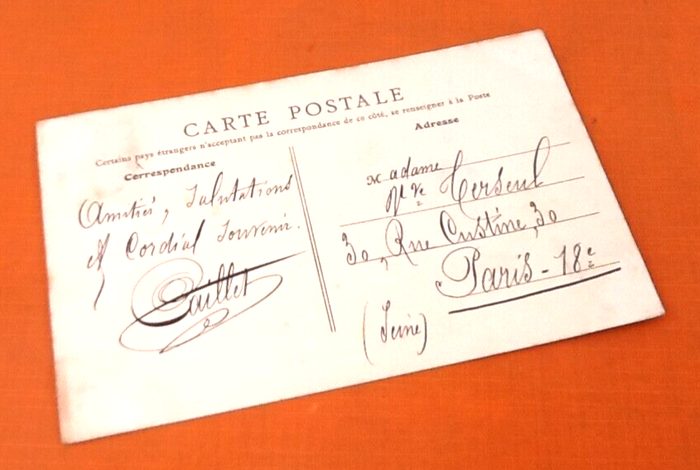 CARTE POSTALE
Certains pays étrangers n'acceptant pas la correspondance de ce côté, se renseigner à la Poste
Correspondance
Adresse
Amitiés, Salutations
et Cordial Souvenir.
Caillet
Madame
Vve
30, Rue Custine, 30
Paris - 18e
(Seine)